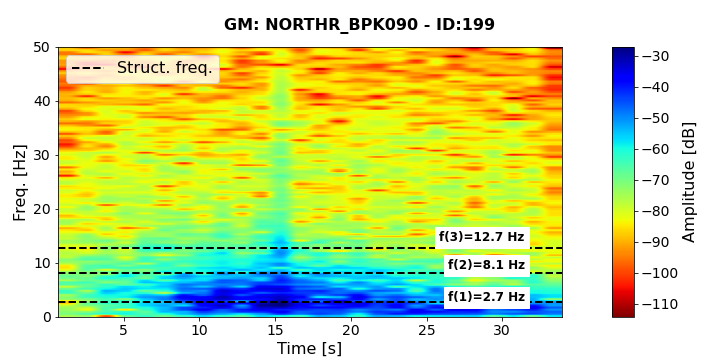 GM: NORTHR_BPK090 - ID:199
50
40
30
20
10
0
Freq. [Hz]
Struct. freq.
f(3)=12.7 Hz
f(2)=8.1 Hz
f(1)=2.7 Hz
5 10 15 20 25 30
Time [s]
−30
−40
−50
−60
−70
−80
−90
−100
−110
Amplitude [dB]